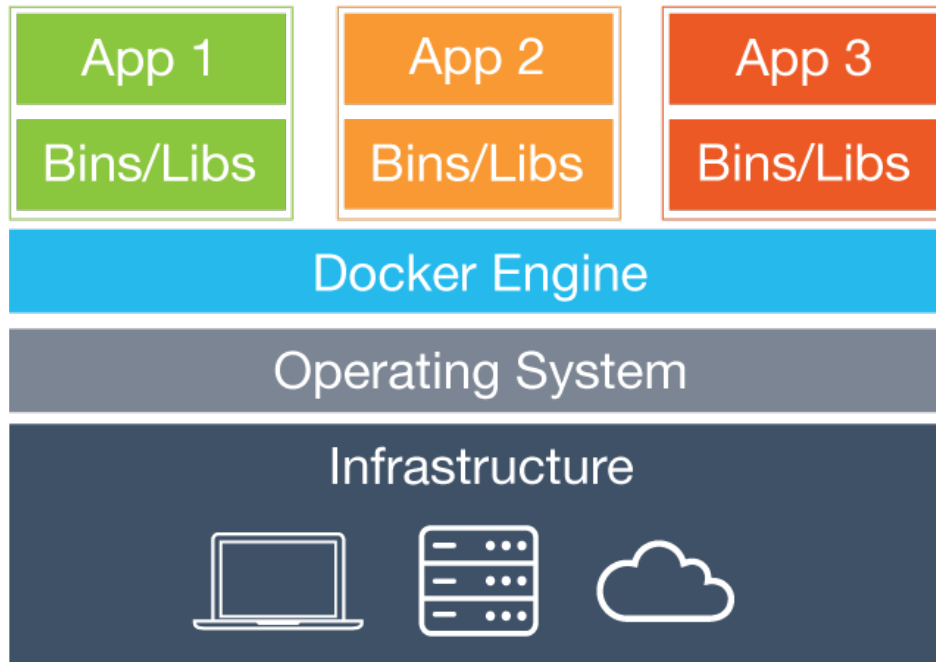 App 1
App 2
App 3
Bins/Libs
Bins/Libs
Bins/Libs
Docker Engine
Operating System
Infrastructure